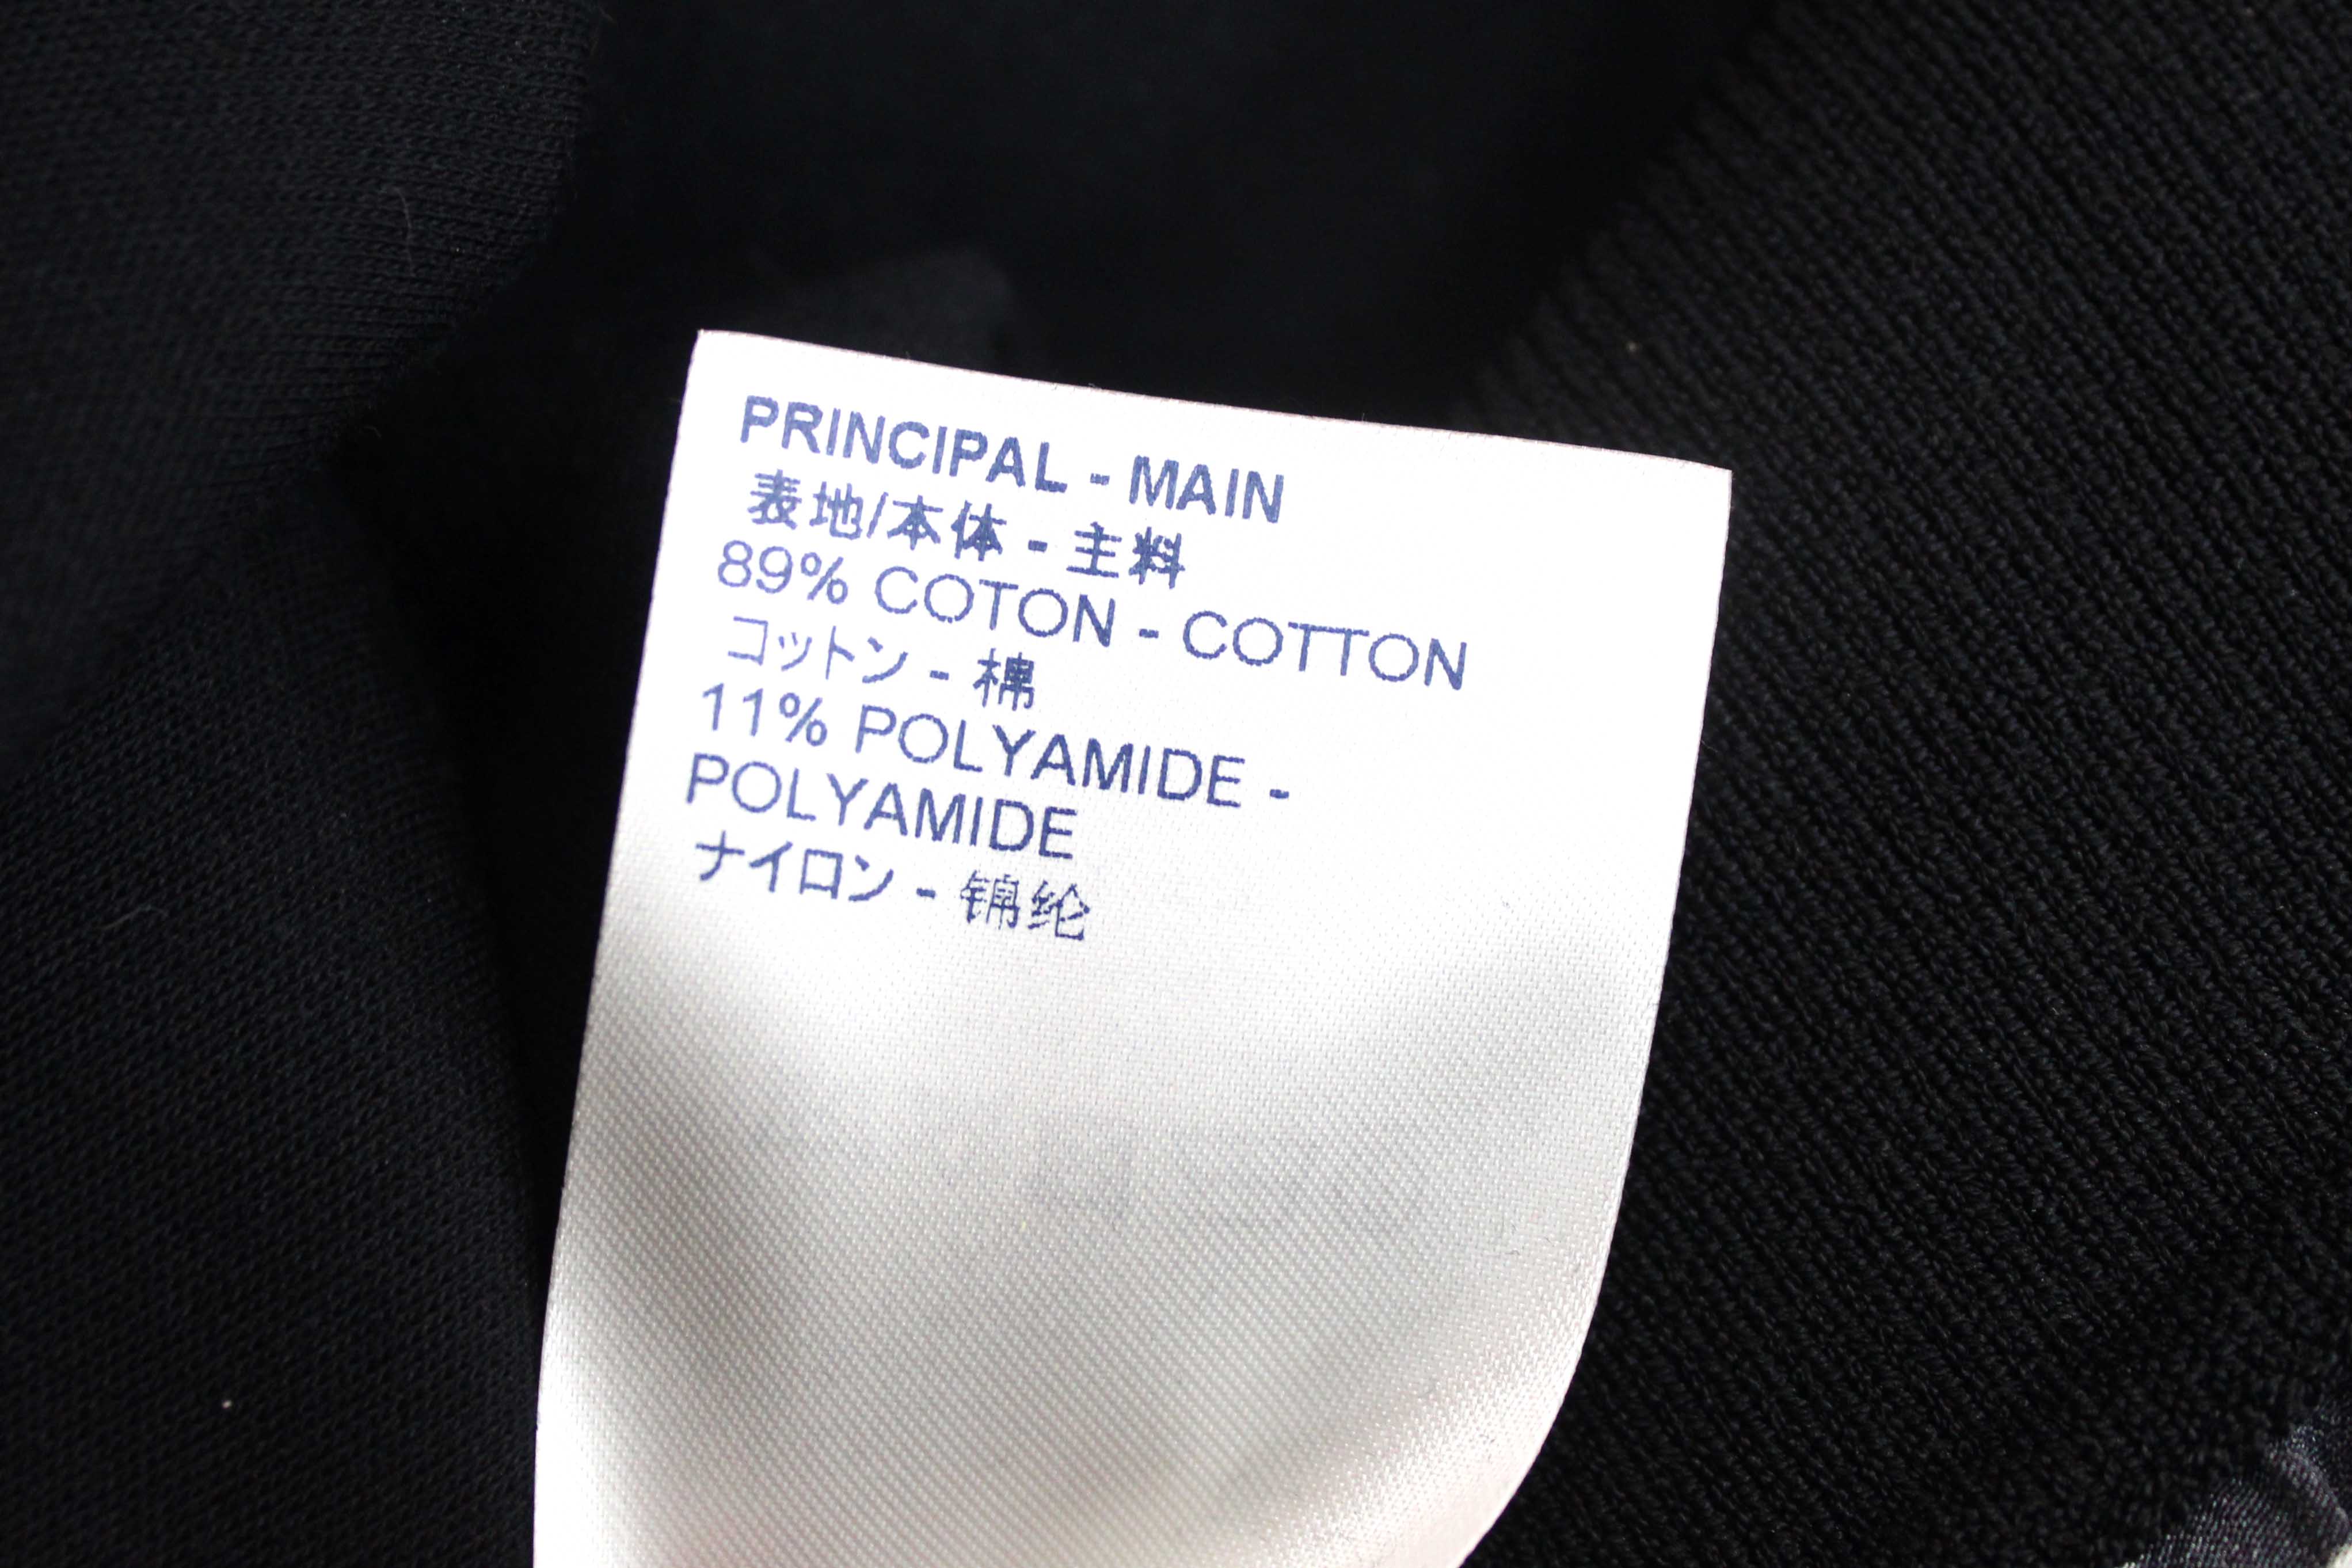 PRINCIPAL - MAIN
表地/本体 - 主料
89% COTON - COTTON
コットン - 棉
11% POLYAMIDE -
POLYAMIDE
ナイロン - 锦纶